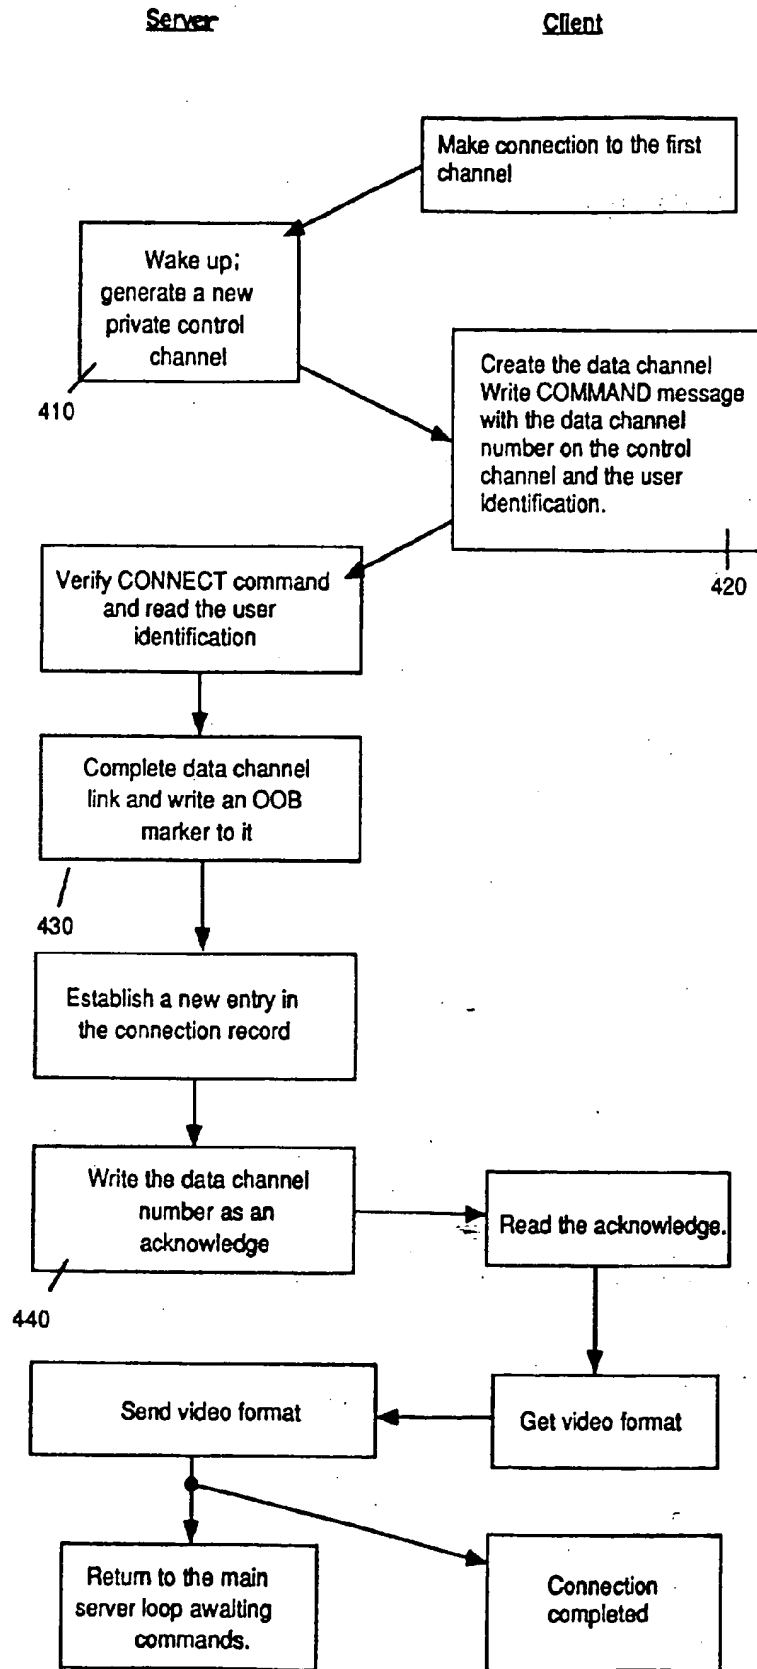 Server
Client
Make connection to the first
channel
Wake up;
generate a new
private control
channel
410
Create the data channel
Write COMMAND message
with the data channel
number on the control
channel and the user
identification.
420
Verify CONNECT command
and read the user
identification
Complete data channel
link and write an OOB
marker to it
430
Establish a new entry in
the connection record
Write the data channel
number as an
acknowledge
440
Read the acknowledge.
Send video format
Get video format
Return to the main
server loop awaiting
commands.
Connection
completed